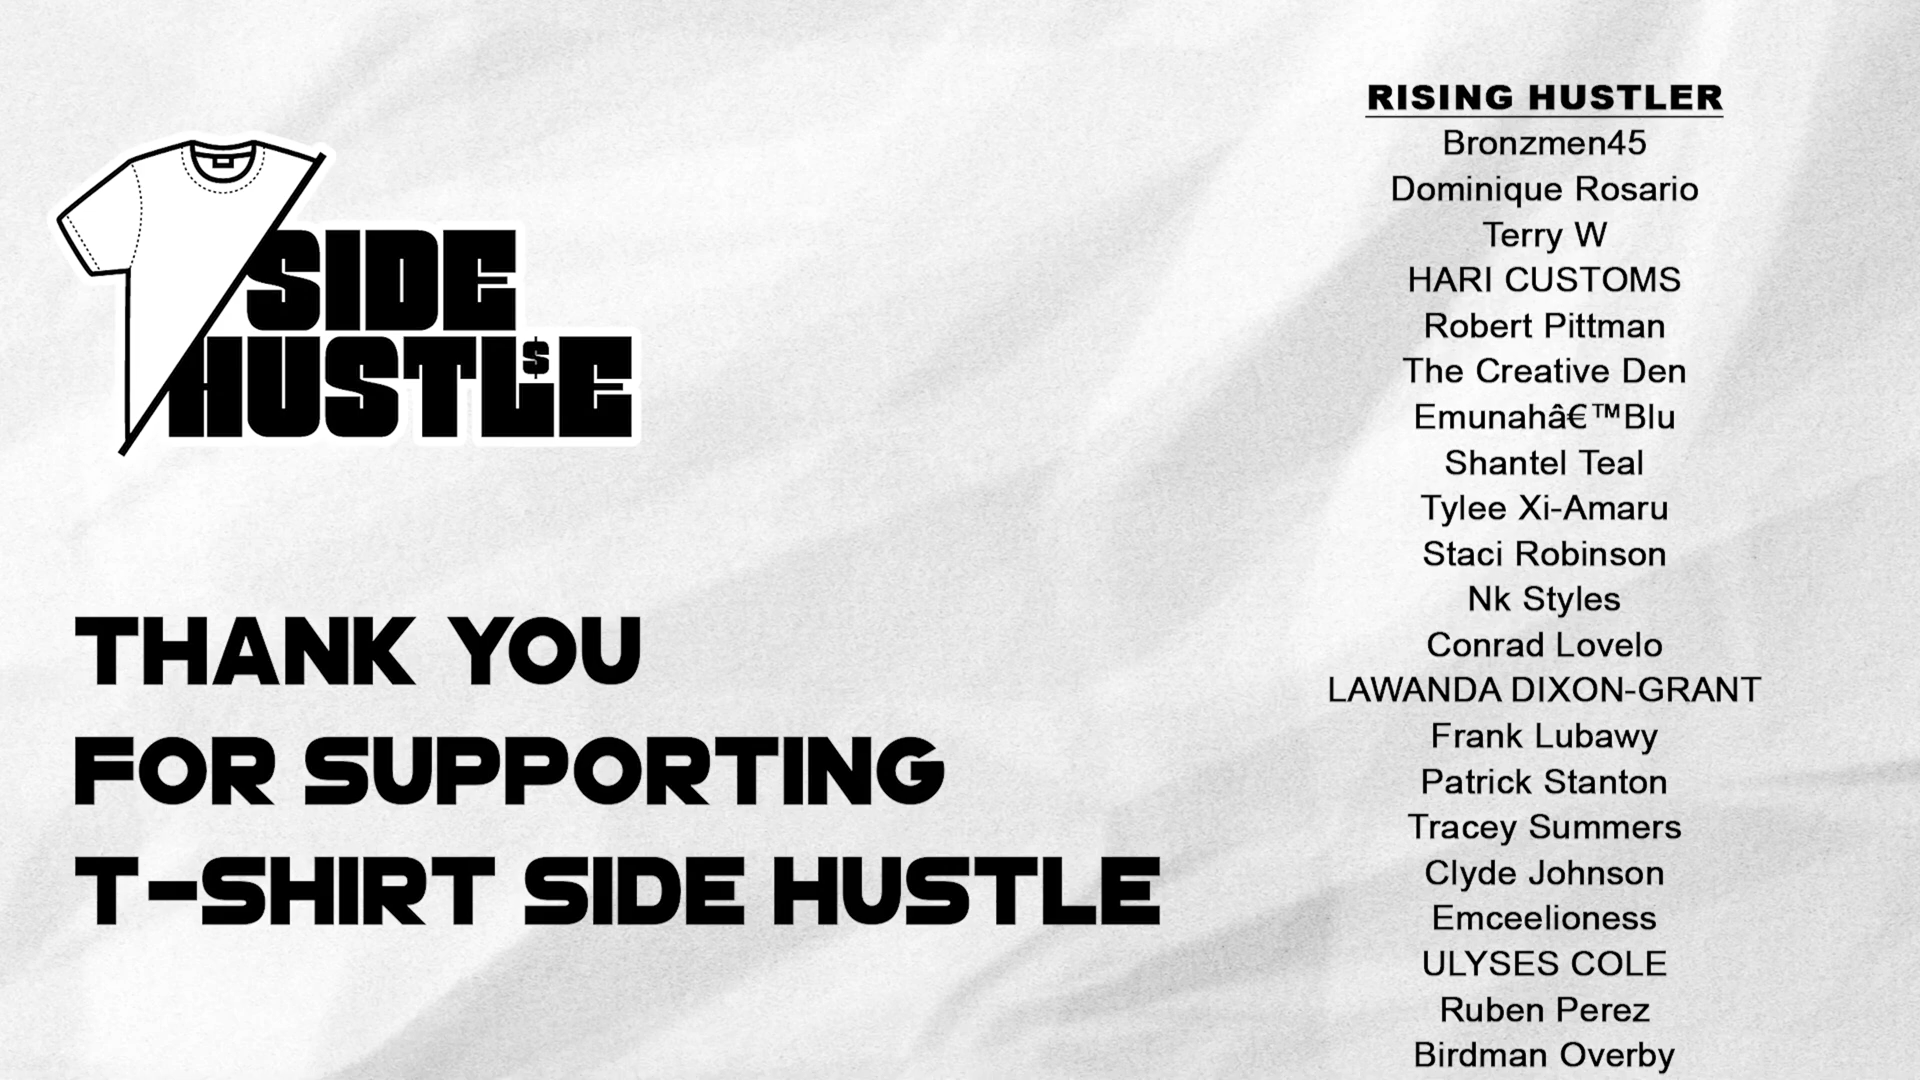 SIDE
HUSTL$E
THANK YOU
FOR SUPPORTING
T-SHIRT SIDE HUSTLE
RISING HUSTLER
Bronzmen45
Dominique Rosario
Terry W
HARI CUSTOMS
Robert Pittman
The Creative Den
Emunahâ€™Blu
Shantel Teal
Tylee Xi-Amaru
Staci Robinson
Nk Styles
Conrad Lovelo
LAWANDA DIXON-GRANT
Frank Lubawy
Patrick Stanton
Tracey Summers
Clyde Johnson
Emceelioness
ULYSES COLE
Ruben Perez
Birdman Overby